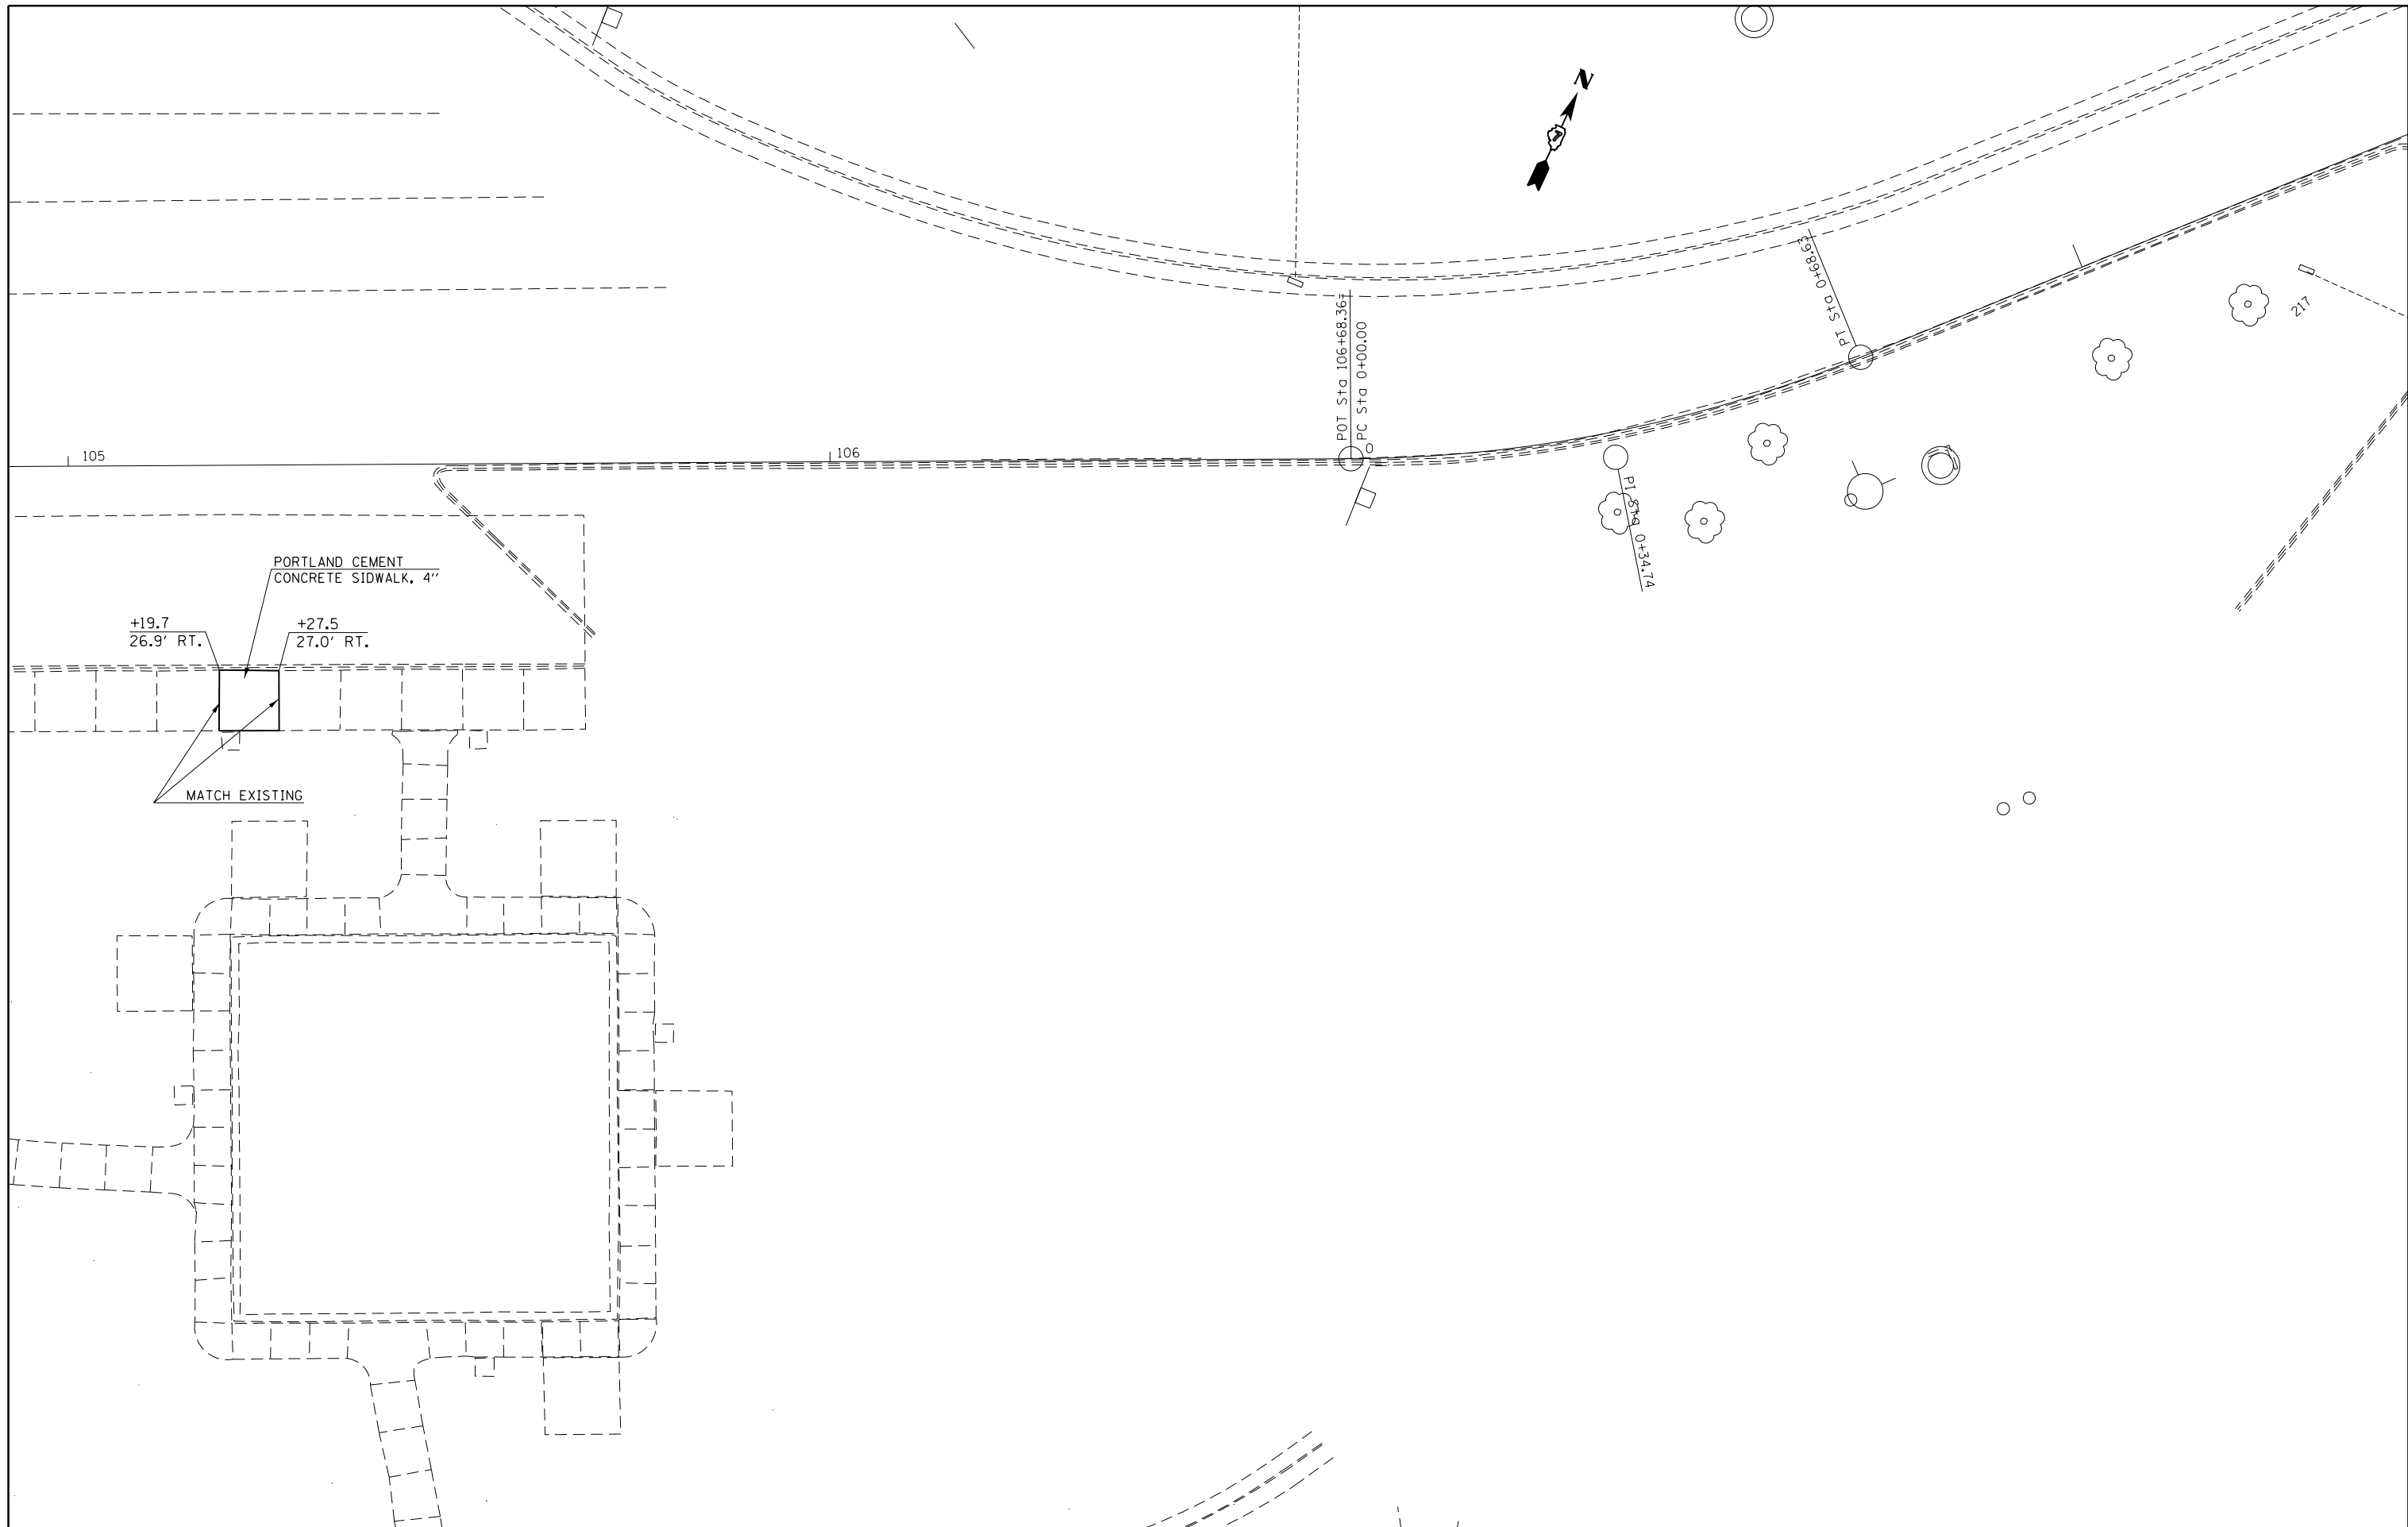 N
PT Sta 0+68.63
217
POT Sta 106+68.36=
PC Sta 0+00.00
105
106
0
PI Sta 0+34.74
PORTLAND CEMENT
CONCRETE SIDWALK, 4''
+19.7
26.9' RT.
+27.5
27.0' RT.
MATCH EXISTING